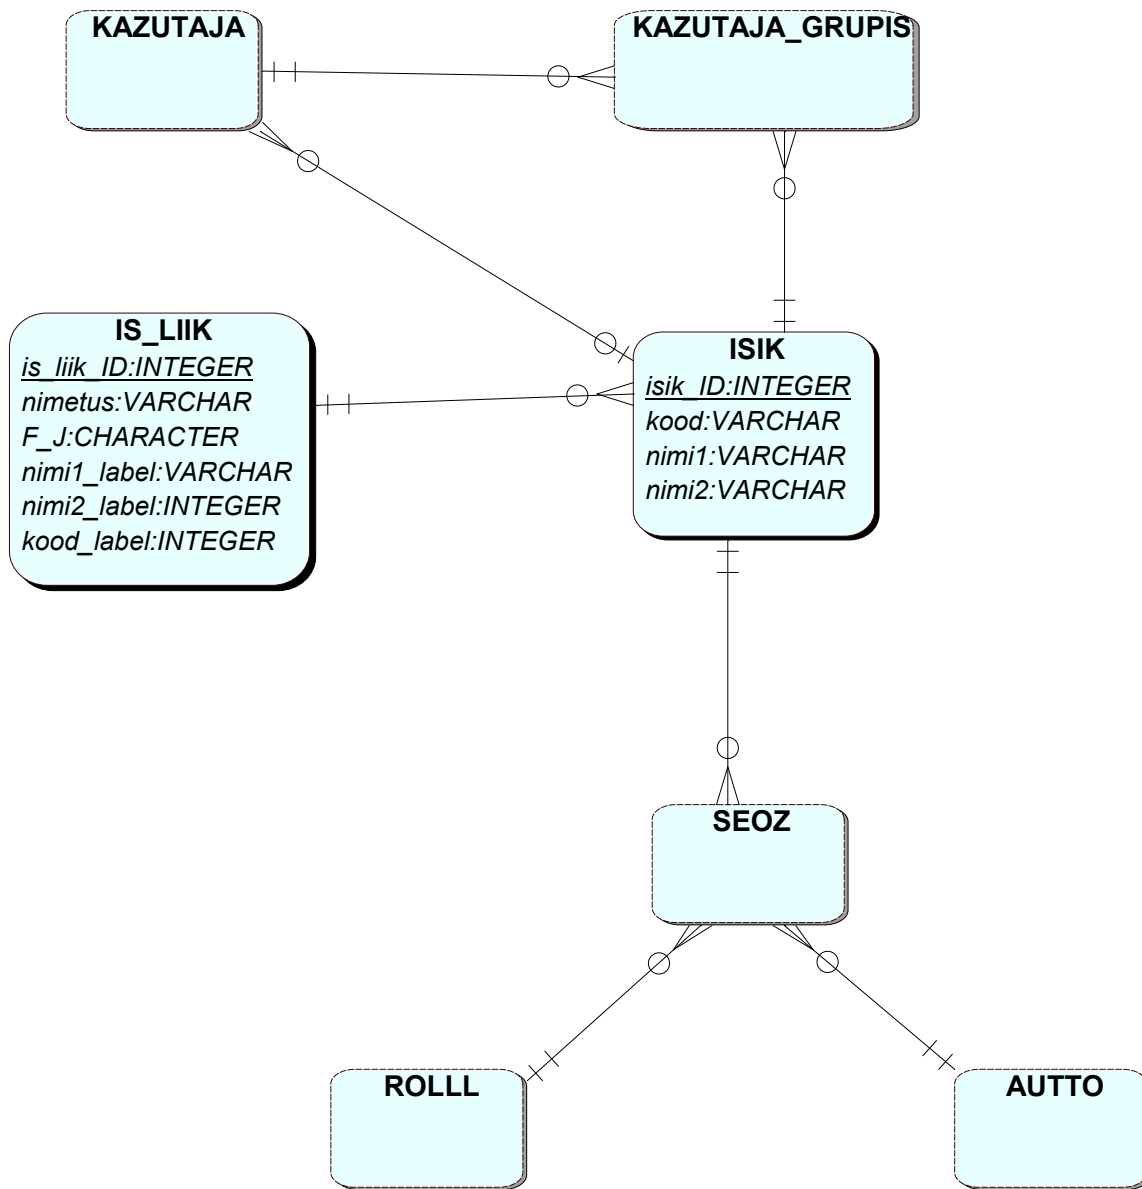 KAZUTAJA
KAZUTAJA_GRUPIS
IS_LIIK
is_liik_ID:INTEGER
nimetus:VARCHAR
F_J:CHARACTER
nimi1_label:VARCHAR
nimi2_label:INTEGER
kood_label:INTEGER
ISIK
isik_ID:INTEGER
kood:VARCHAR
nimi1:VARCHAR
nimi2:VARCHAR
SEOZ
ROLLL
AUTTO